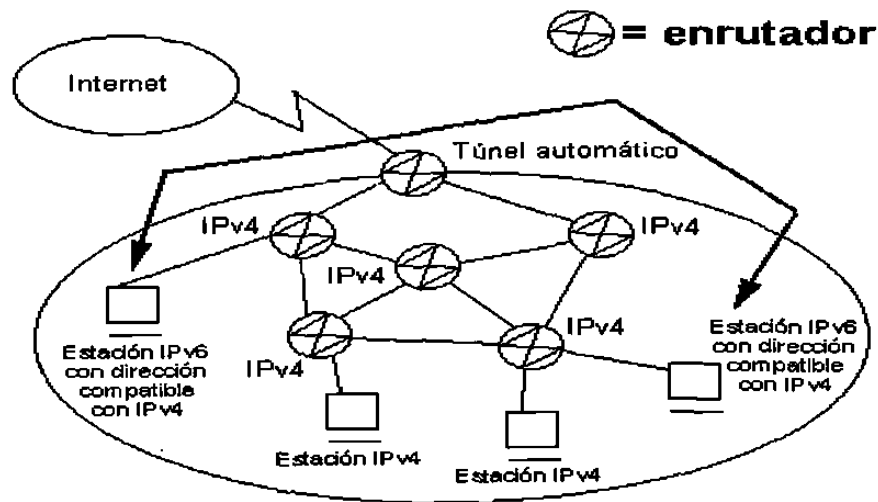 = enrutador
Internet
Túnel automático
IPv4
IPv4
IPv4
IPv4
IPv4
Estación IPv6
con dirección
compatible
con IPv4
Estación IPv6
con dirección
compatible
con IPv4
Estación IPv4
Estación IPv4